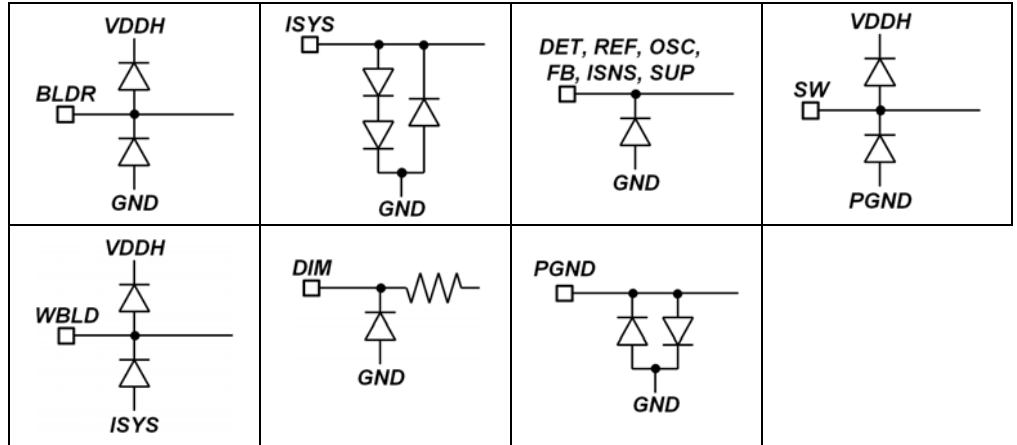 VDDH
BLDR
GND
ISYS
GND
DET, REF, OSC,
FB, ISNS, SUP
GND
VDDH
SW
PGND
VDDH
WBLD
ISYS
DIM
GND
PGND
GND